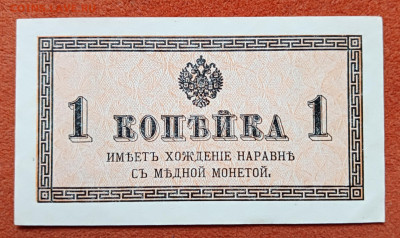 1 КОПѢЙКА 1
ИМѢЕТЪ ХОЖДЕНІЕ НАРАВНѢ
СЪ МѢДНОЙ МОНЕТОЙ.